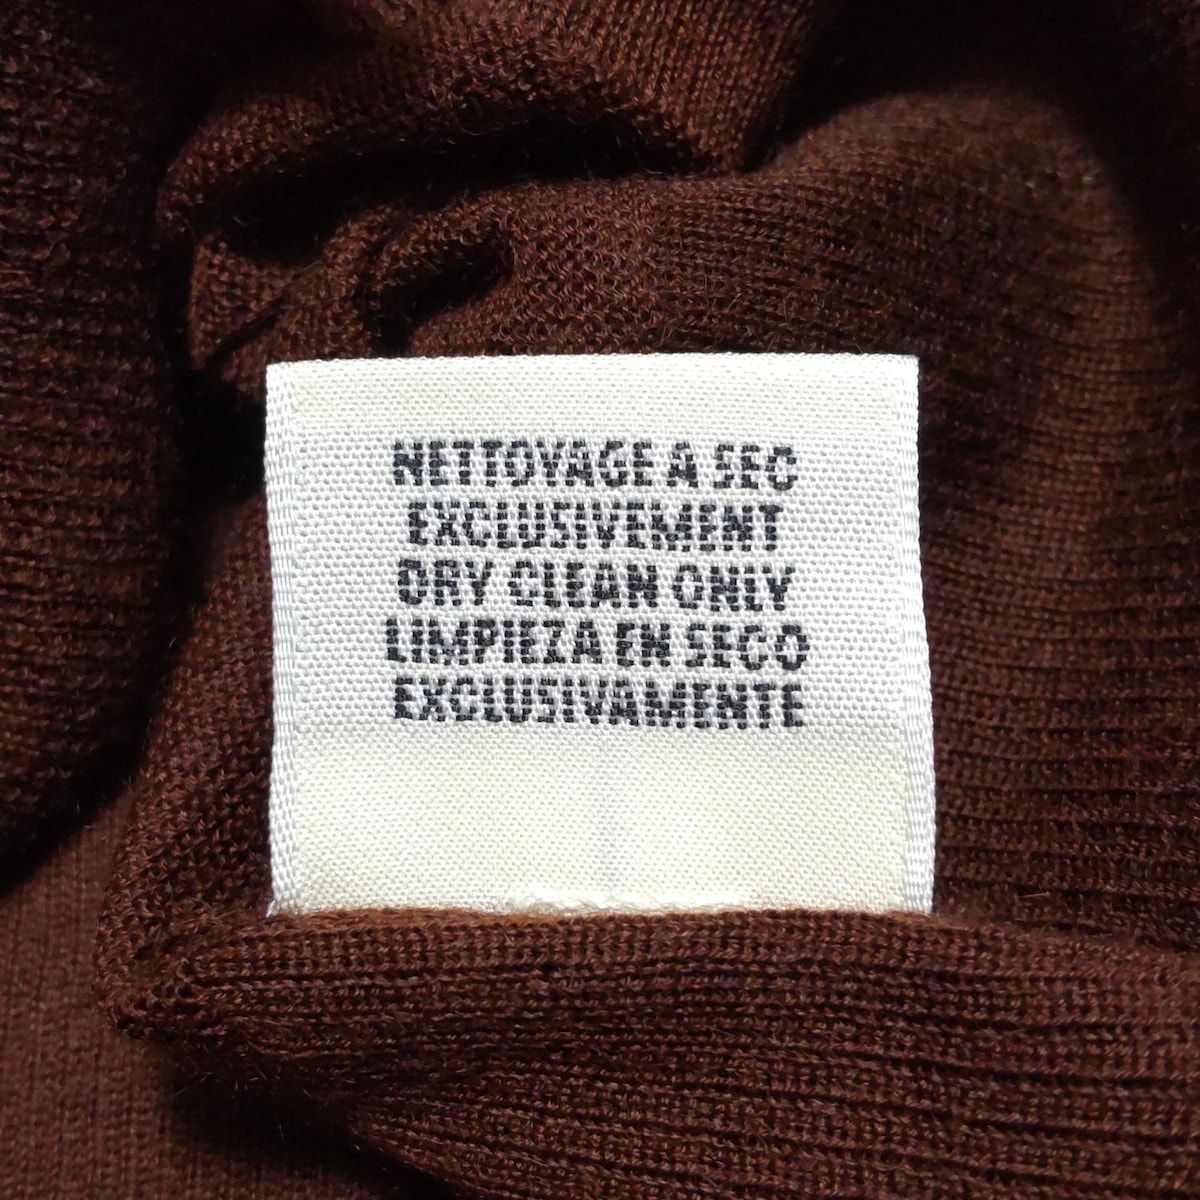 NETTOYAGE A SEC
EXCLUSIVEMENT
DRY CLEAN ONLY
LIMPIEZA EN SECO
EXCLUSIVAMENTE